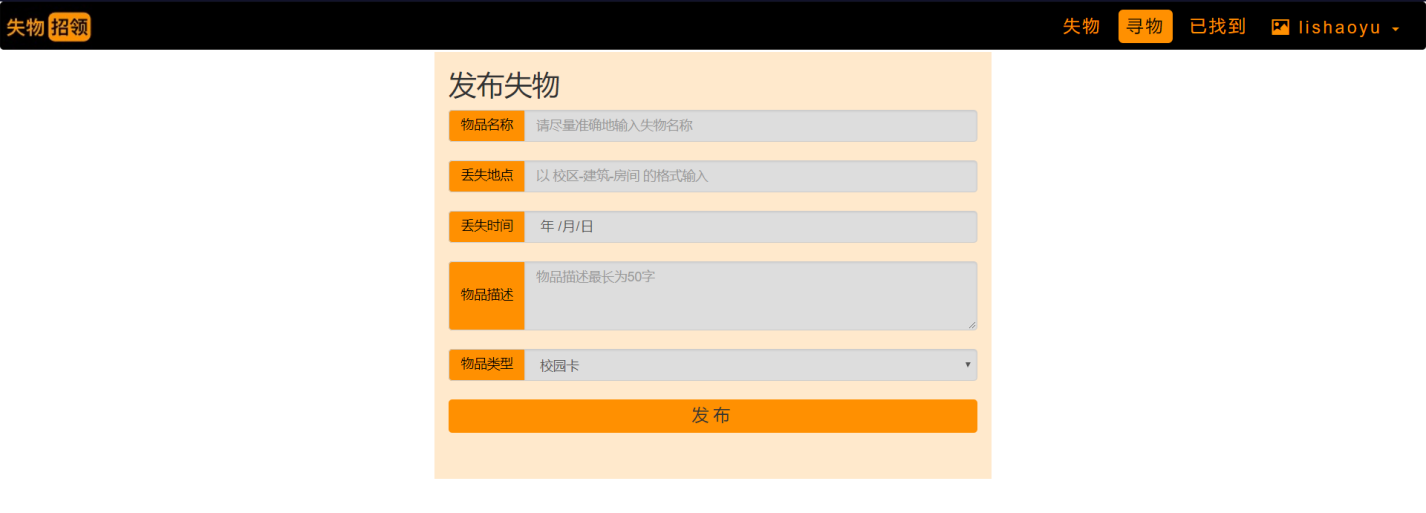 失物 招领 失物 寻物 已找到 lishaoyu
发布失物
物品名称 请尽量准确地输入失物名称
丢失地点 以 校区-建筑-房间 的格式输入
丢失时间 年 /月/日
物品描述 物品描述最长为50字
物品类型 校园卡
发 布